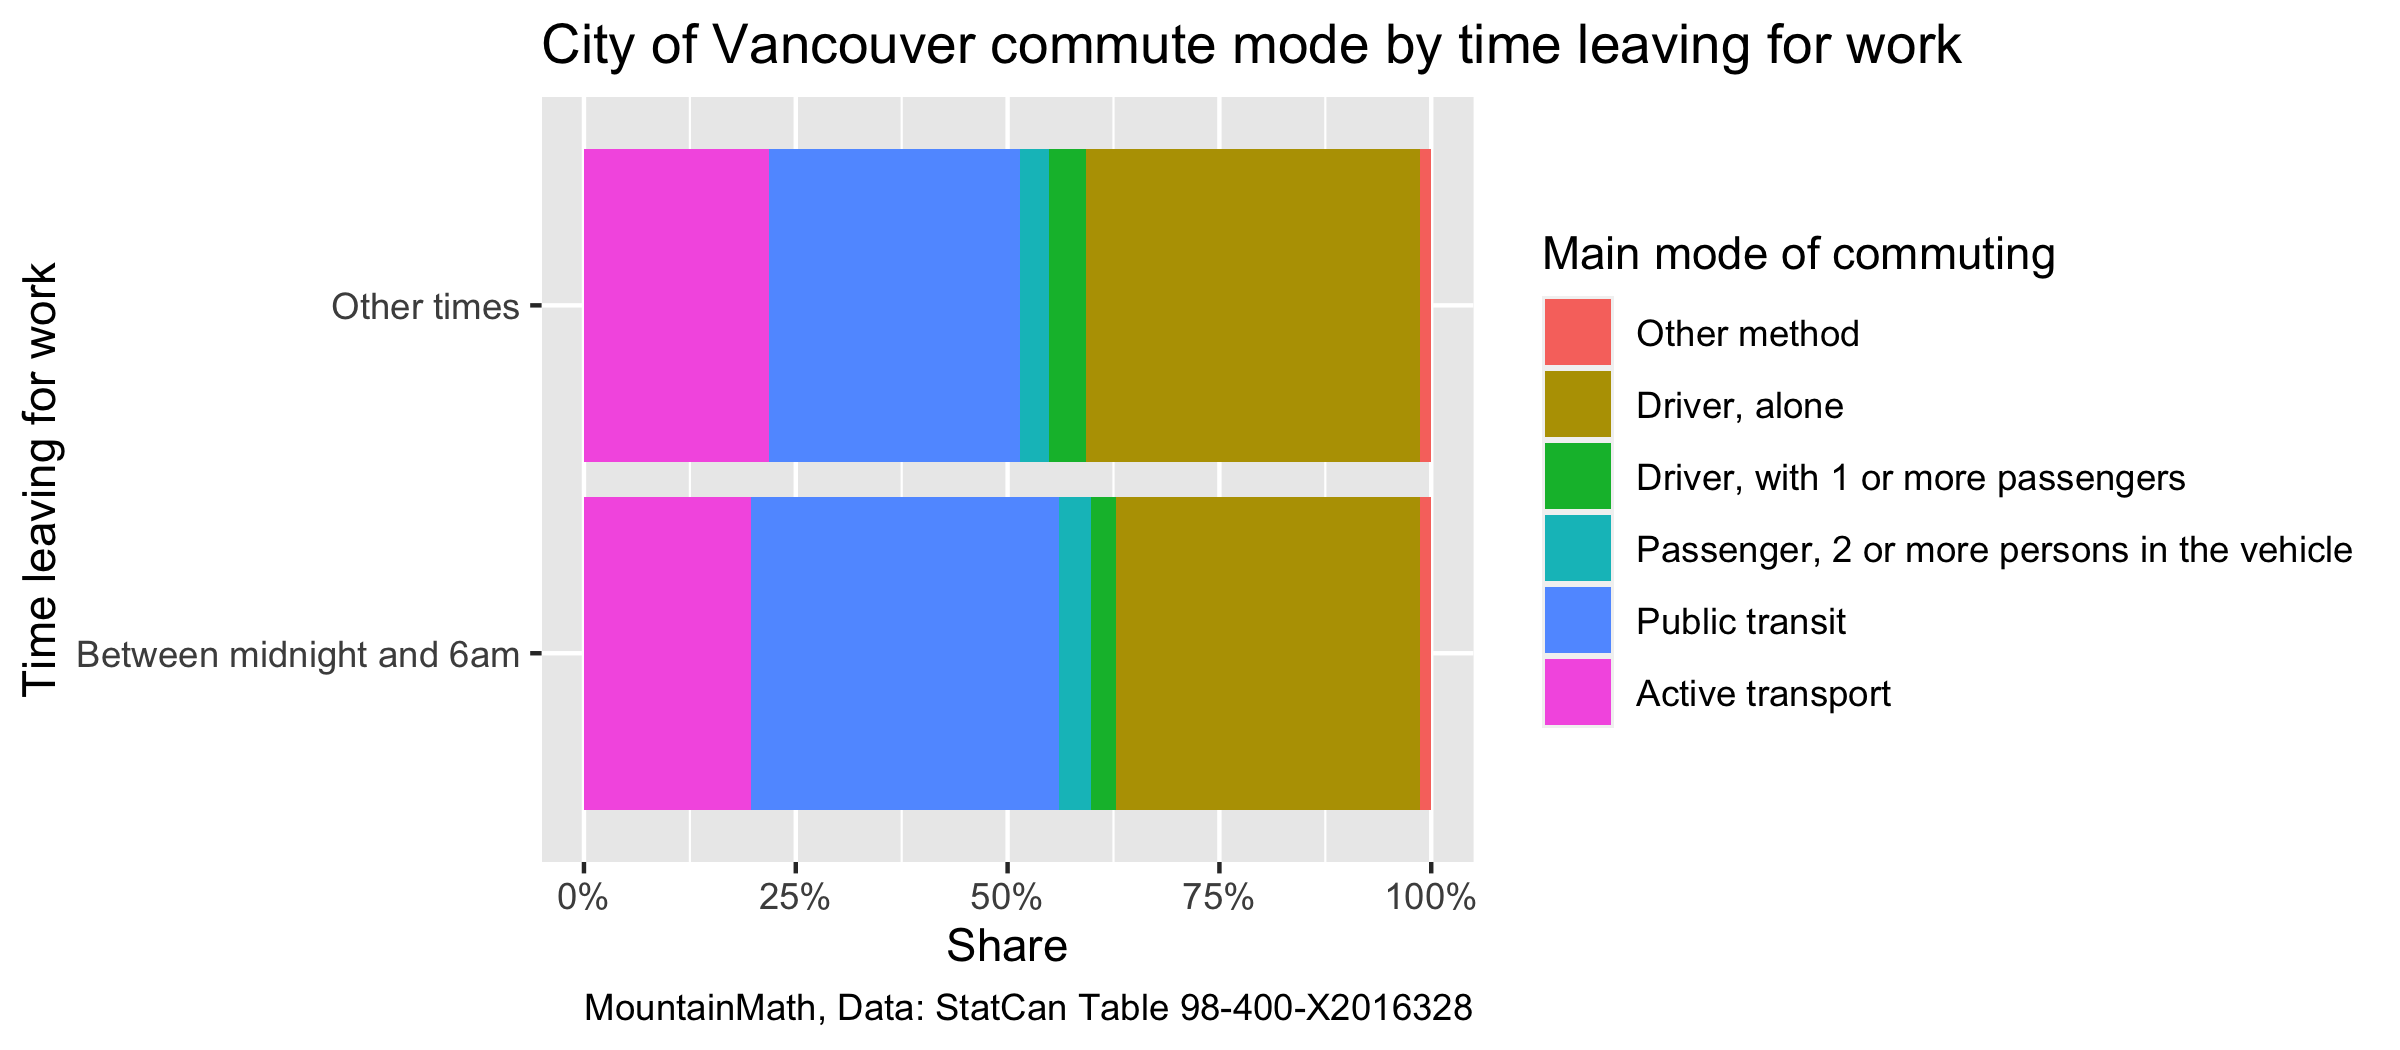 City of Vancouver commute mode by time leaving for work
Time leaving for work
Other times
Between midnight and 6am
0% 25% 50% 75% 100%
Share
Main mode of commuting
Other method
Driver, alone
Driver, with 1 or more passengers
Passenger, 2 or more persons in the vehicle
Public transit
Active transport
MountainMath, Data: StatCan Table 98-400-X2016328